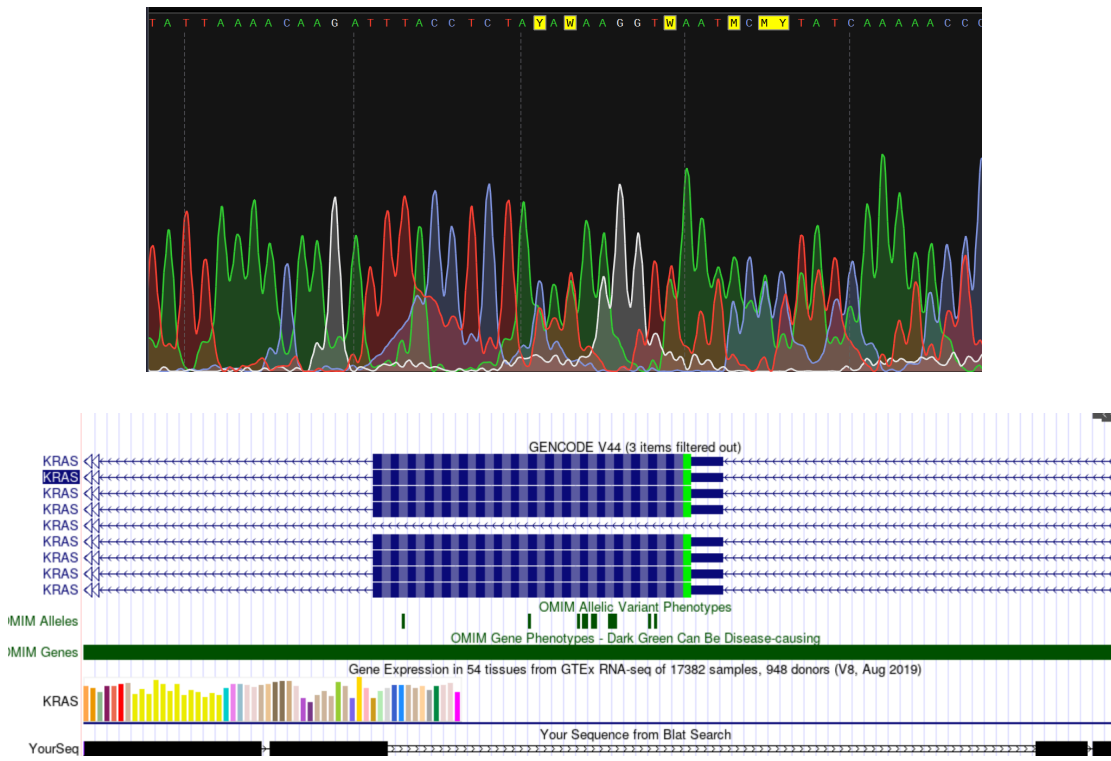 T A T T A A A A C A A G A T T T A C C T C T A Y A W A A G G T W A A T M C M Y T A T C A A A A A C C C
GENCODE V44 (3 items filtered out)
KRAS
KRAS
KRAS
KRAS
KRAS
KRAS
KRAS
KRAS
KRAS
OMIM Allelic Variant Phenotypes
OMIM Alleles
OMIM Gene Phenotypes - Dark Green Can Be Disease-causing
OMIM Genes
Gene Expression in 54 tissues from GTEx RNA-seq of 17382 samples, 948 donors (V8, Aug 2019)
KRAS
Your Sequence from Blat Search
YourSeq